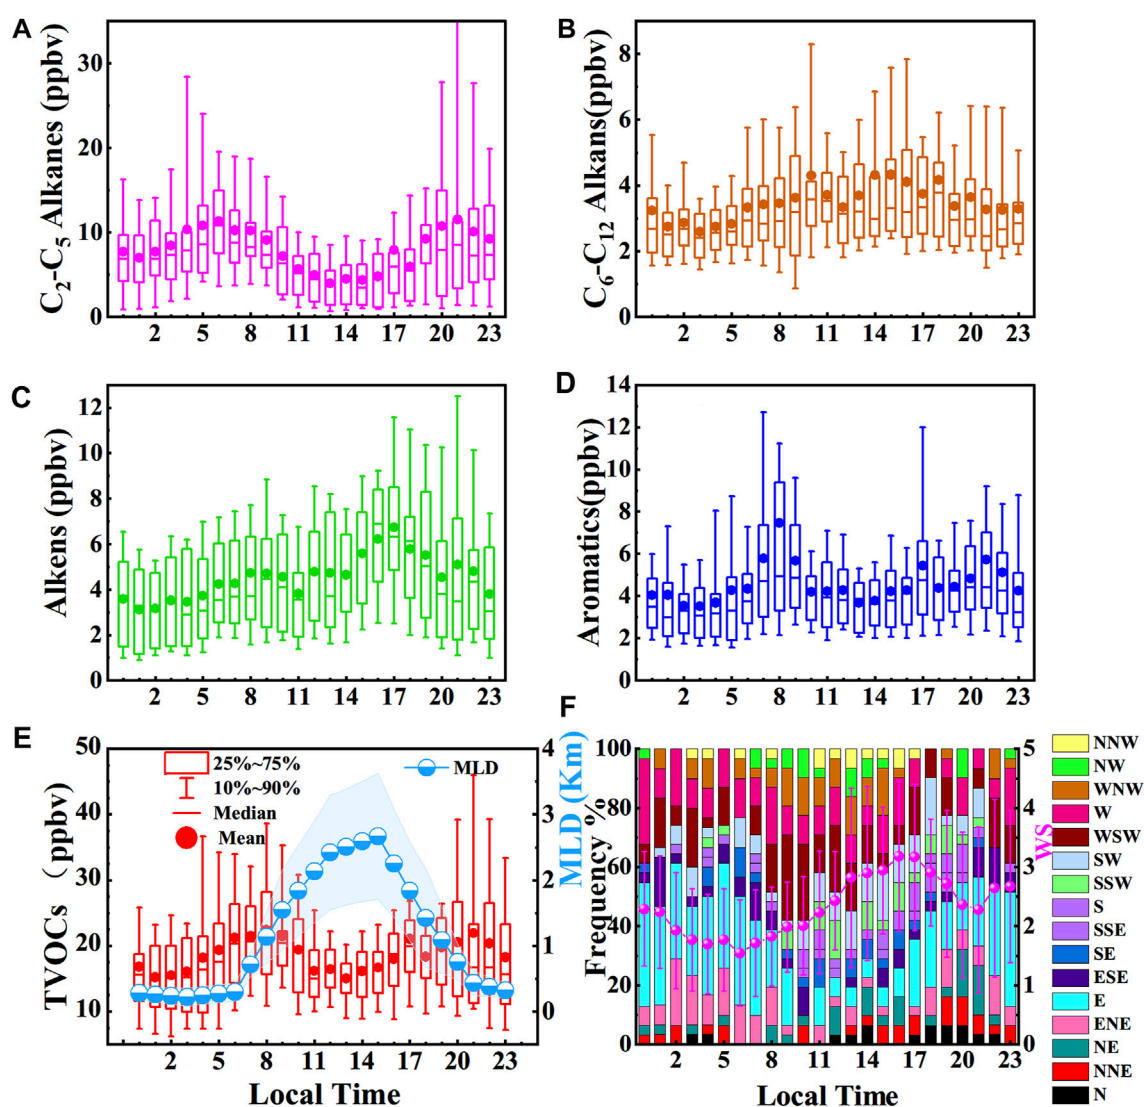 A
C₂-C₅ Alkanes (ppbv)
30
20
10
0
2 5 8 11 14 17 20 23
B
C₆-C₁₂ Alkans(ppbv)
8
6
4
2
0
2 5 8 11 14 17 20 23
C
Alkens (ppbv)
12
10
8
6
4
2
0
2 5 8 11 14 17 20 23
D
Aromatics(ppbv)
14
12
10
8
6
4
2
0
2 5 8 11 14 17 20 23
E
TVOCs (ppbv)
50
40
30
20
10
25%~75%
10%~90%
Median
Mean
MLD
4
3
2
1
0
MLD (Km)
2 5 8 11 14 17 20 23
Local Time
F
Frequency %
100
80
60
40
20
0
5
4
3
2
1
0
WS
2 5 8 11 14 17 20 23
Local Time
NNW
NW
WNW
W
WSW
SW
SSW
S
SSE
SE
ESE
E
ENE
NE
NNE
N